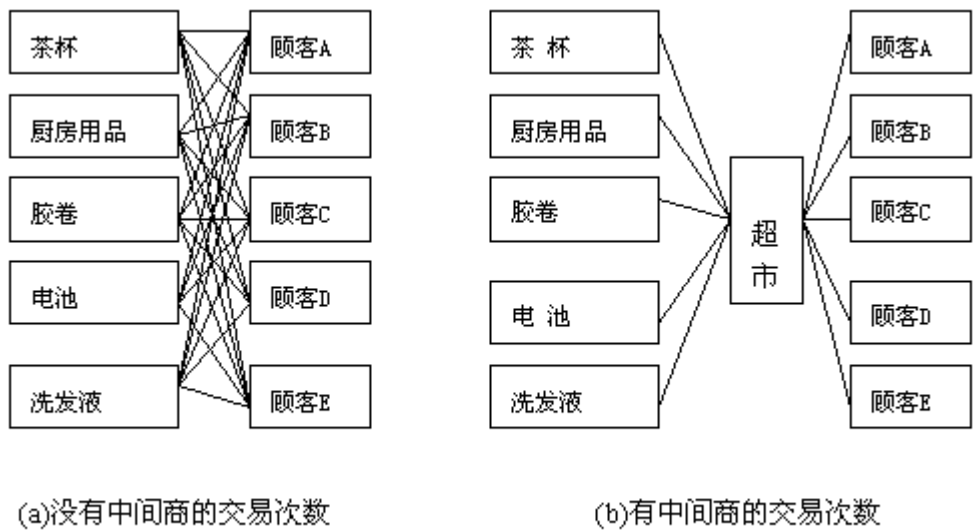 茶杯
厨房用品
胶卷
电池
洗发液
顾客A
顾客B
顾客C
顾客D
顾客E
(a)没有中间商的交易次数
茶 杯
厨房用品
胶卷
电 池
洗发液
超
市
顾客A
顾客B
顾客C
顾客D
顾客E
(b)有中间商的交易次数